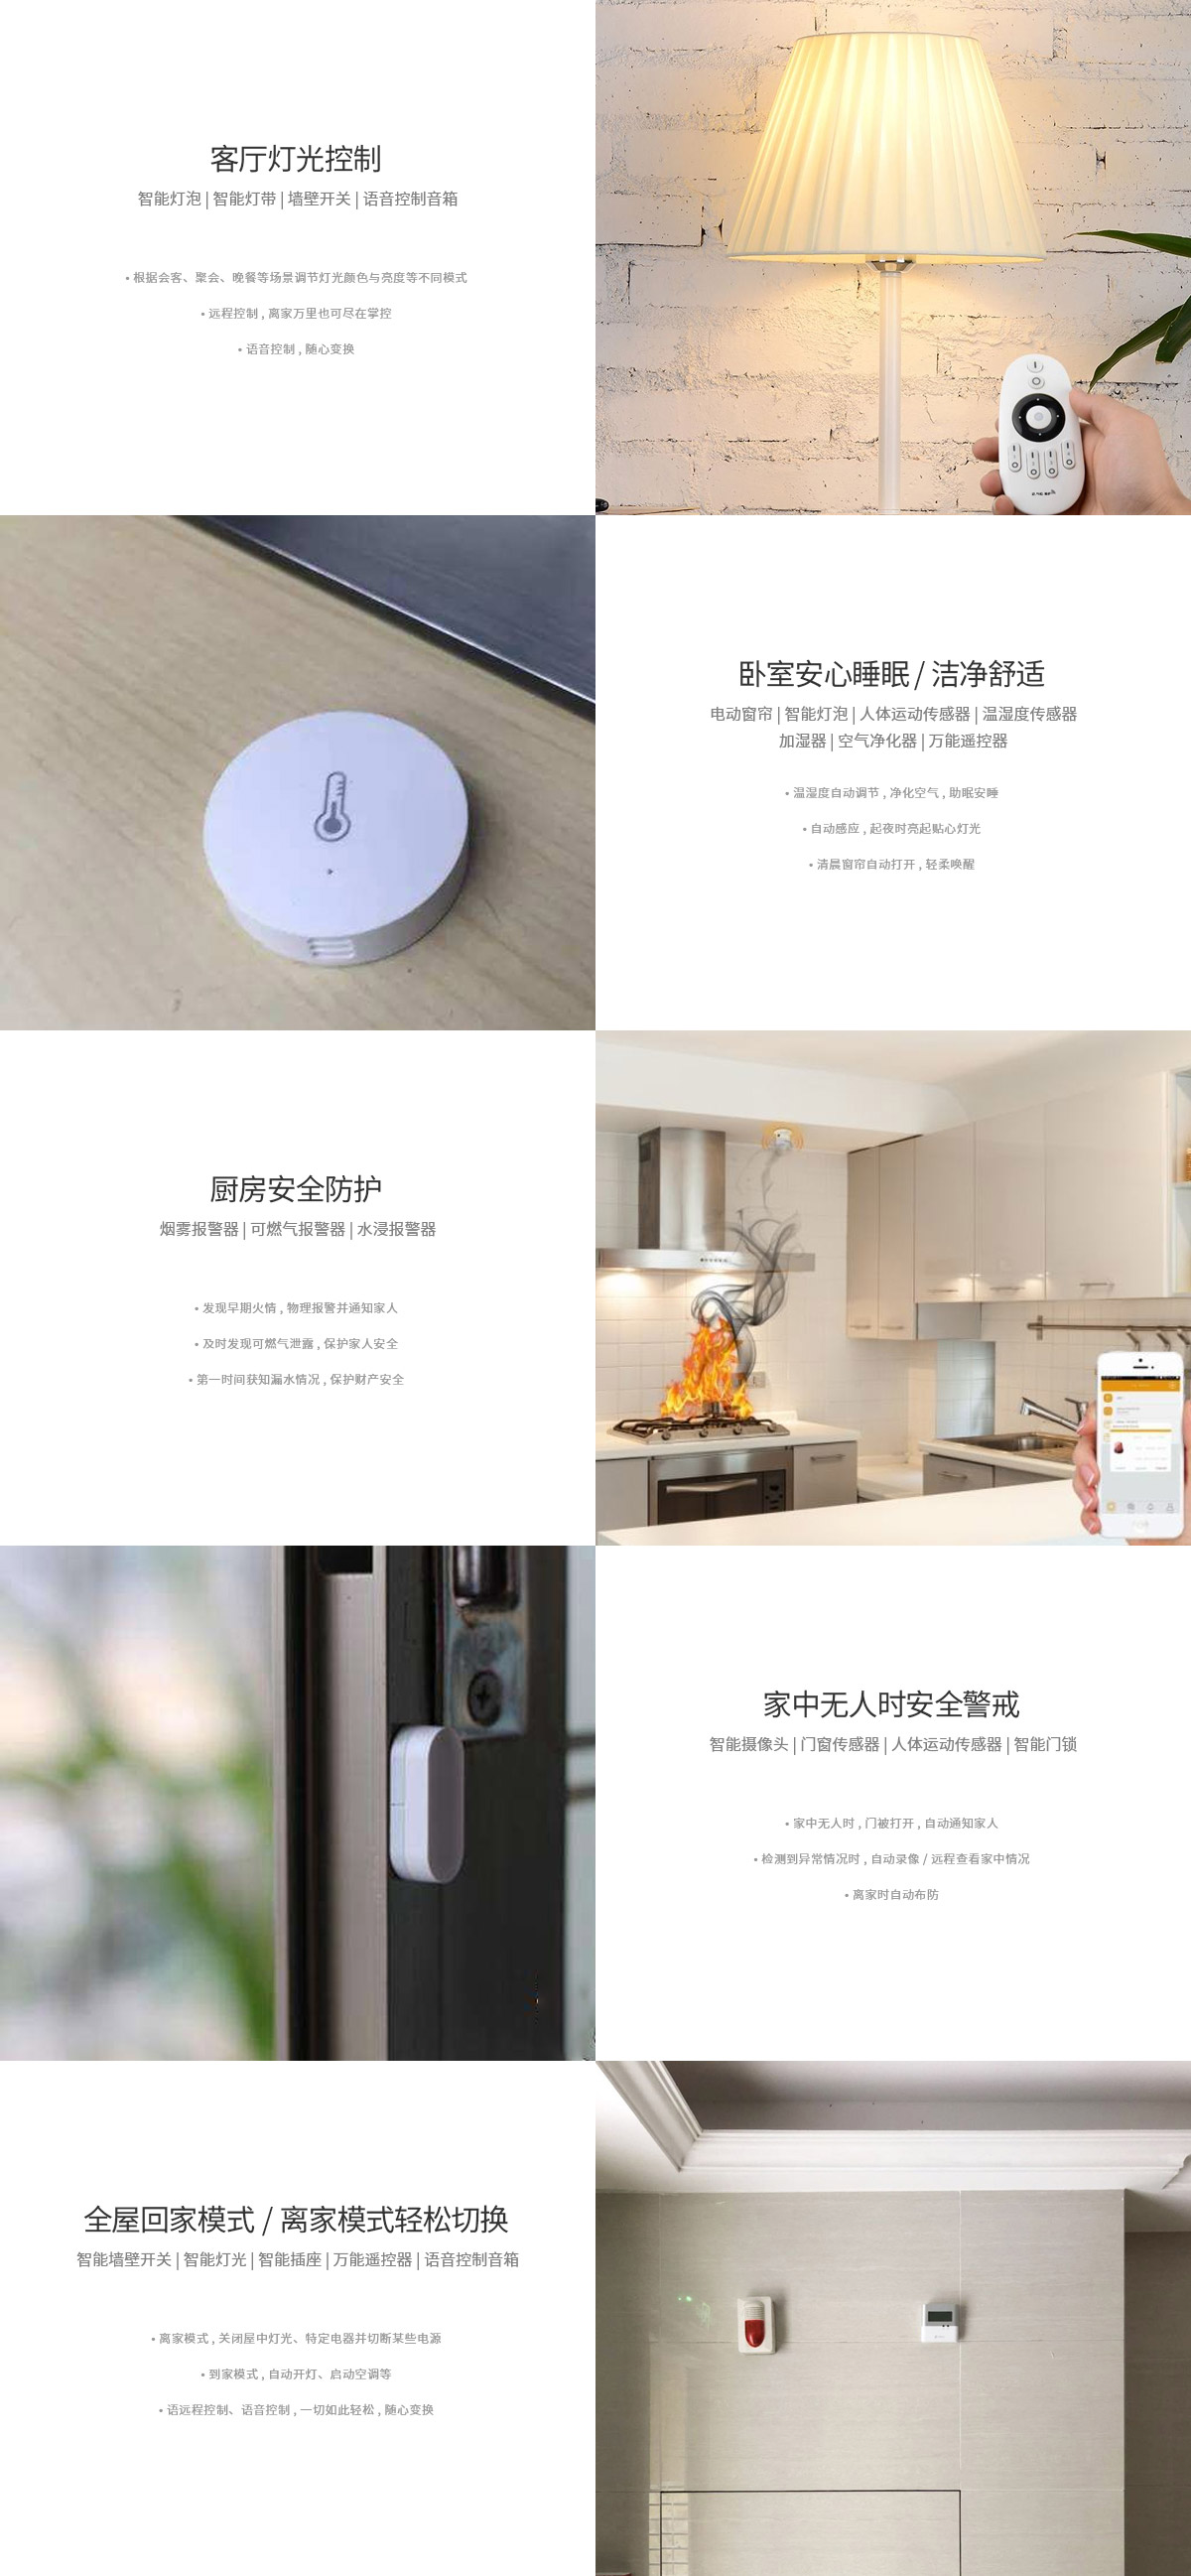 客厅灯光控制
智能灯泡 | 智能灯带 | 墙壁开关 | 语音控制音箱
• 根据会客、聚会、晚餐等场景调节灯光颜色与亮度等不同模式
• 远程控制 , 离家万里也可尽在掌控
• 语音控制 , 随心变换
卧室安心睡眠 / 洁净舒适
电动窗帘 | 智能灯泡 | 人体运动传感器 | 温湿度传感器
加湿器 | 空气净化器 | 万能遥控器
• 温湿度自动调节 , 净化空气 , 助眠安睡
• 自动感应 , 起夜时亮起贴心灯光
• 清晨窗帘自动打开 , 轻柔唤醒
厨房安全防护
烟雾报警器 | 可燃气报警器 | 水浸报警器
• 发现早期火情 , 物理报警并通知家人
• 及时发现可燃气泄露 , 保护家人安全
• 第一时间获知漏水情况 , 保护财产安全
家中无人时安全警戒
智能摄像头 | 门窗传感器 | 人体运动传感器 | 智能门锁
• 家中无人时 , 门被打开 , 自动通知家人
• 检测到异常情况时 , 自动录像 / 远程查看家中情况
• 离家时自动布防
全屋回家模式 / 离家模式轻松切换
智能墙壁开关 | 智能灯光 | 智能插座 | 万能遥控器 | 语音控制音箱
• 离家模式 , 关闭屋中灯光、特定电器并切断某些电源
• 到家模式 , 自动开灯、启动空调等
• 语远程控制、语音控制 , 一切如此轻松 , 随心变换